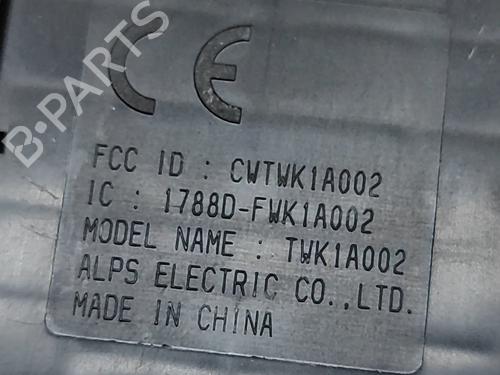 B-PARTS
CE
FCC ID : CWTWK1A002
IC : 1788D-FWK1A002
MODEL NAME : TWK1A002
ALPS ELECTRIC CO.,LTD.
MADE IN CHINA